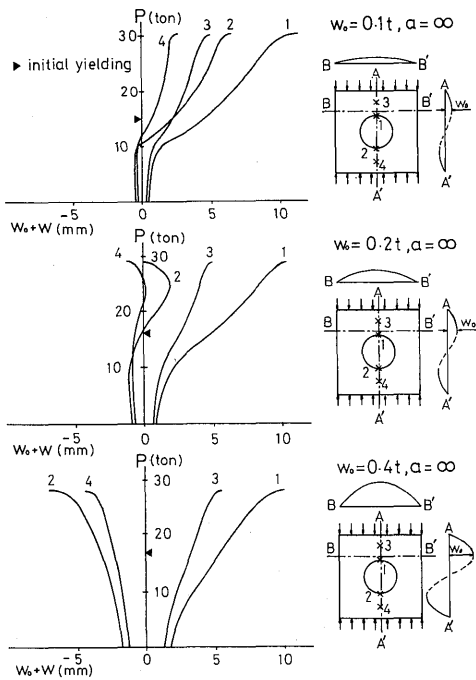 P (ton)
30
20
10
4
3
2
1
► initial yielding
-5
0
5
10
W₀+W (mm)
W₀ = 0.1t, a = ∞
B
B'
A
B
B'
3
1
2
4
A'
A
W₀
A'
P (ton)
4
30
2
3
1
20
10
-5
0
5
10
W₀+W (mm)
W₀ = 0.2t, a = ∞
B
B'
A
B
B'
3
1
2
4
A'
A
W₀
A'
P (ton)
30
2
4
3
1
20
10
-5
0
5
10
W₀+W (mm)
W₀ = 0.4t, a = ∞
B
B'
A
B
B'
3
1
2
4
A'
A
W₀
A'